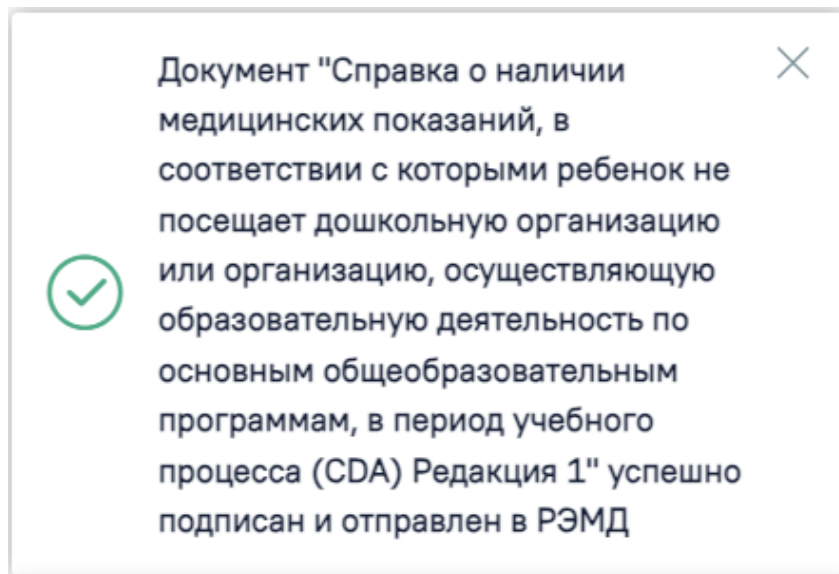 Документ "Справка о наличии
медицинских показаний, в
соответствии с которыми ребенок не
посещает дошкольную организацию
или организацию, осуществляющую
образовательную деятельность по
основным общеобразовательным
программам, в период учебного
процесса (CDA) Редакция 1" успешно
подписан и отправлен в РЭМД